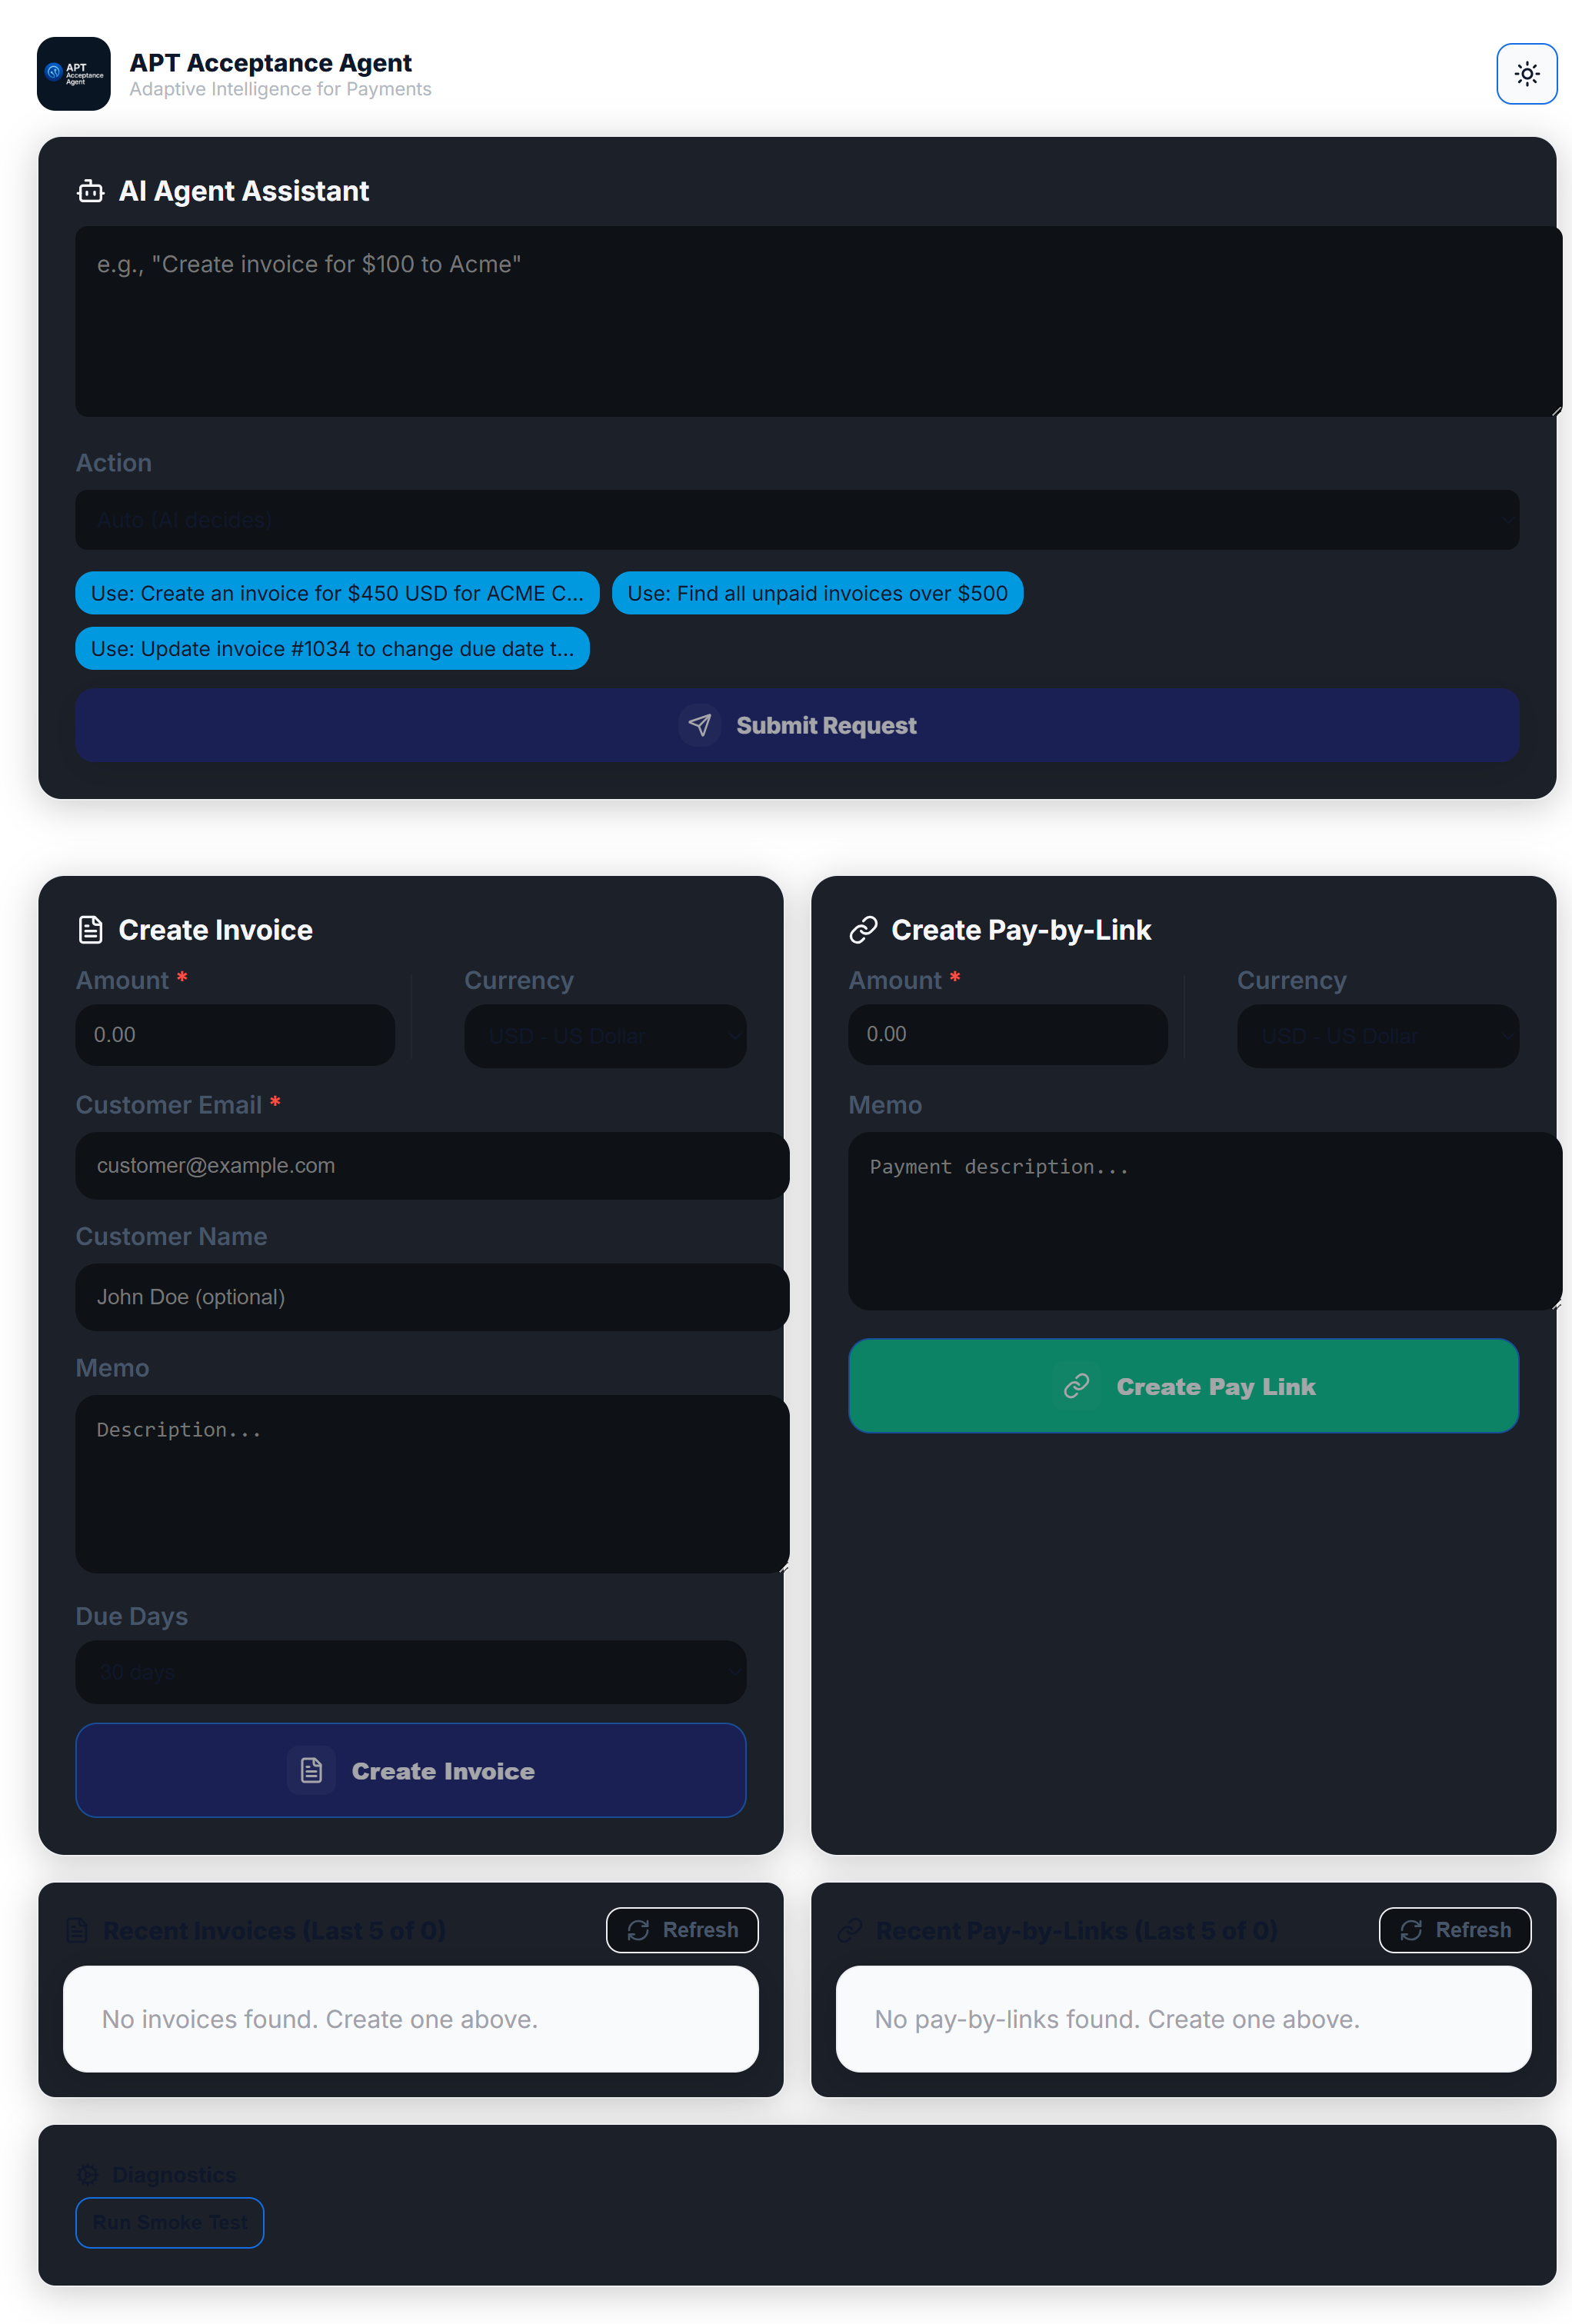 APT
Acceptance
Agent
APT Acceptance Agent
Adaptive Intelligence for Payments
AI Agent Assistant
e.g., "Create invoice for $100 to Acme"
Action
Auto (AI decides)
Use: Create an invoice for $450 USD for ACME C...
Use: Find all unpaid invoices over $500
Use: Update invoice #1034 to change due date t...
Submit Request
Create Invoice
Amount *
Currency
0.00
USD - US Dollar
Customer Email *
customer@example.com
Customer Name
John Doe (optional)
Memo
Description...
Due Days
30 days
Create Invoice
Create Pay-by-Link
Amount *
Currency
0.00
USD - US Dollar
Memo
Payment description...
Create Pay Link
Recent Invoices (Last 5 of 0)
Refresh
No invoices found. Create one above.
Recent Pay-by-Links (Last 5 of 0)
Refresh
No pay-by-links found. Create one above.
Diagnostics
Run Smoke Test